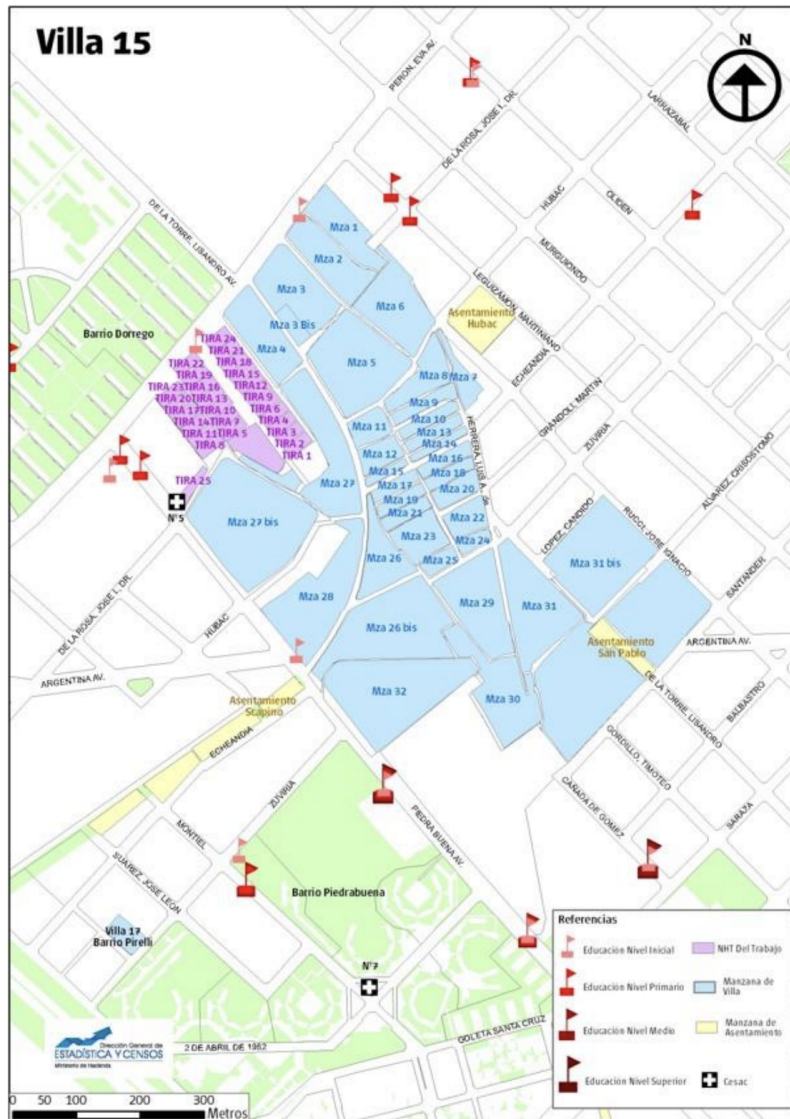 Villa 15
N
PERON, EVA AV.
DE LA ROSA, JOSE I., DR.
LARRAZABAL
HUBAC
OLIDEN
MURGUIONDO
LEGUIZAMON, MARTINIANO
ECHEANDIA
GRANDOLI, MARTIN
ZUVIRIA
ALVAREZ, CRISOSTOMO
DE LA TORRE, LISANDRO AV.
Mza 1
Mza 2
Mza 3
Mza 3 Bis
Mza 6
Mza 4
Mza 5
Asentamiento
Hubac
Barrio Dorrego
TIRA 24
TIRA 21
TIRA 22
TIRA 18
TIRA 19
TIRA 15
TIRA 23
TIRA 16
TIRA 12
TIRA 20
TIRA 13
TIRA 9
TIRA 17
TIRA 10
TIRA 6
TIRA 14
TIRA 7
TIRA 4
TIRA 11
TIRA 5
TIRA 3
TIRA 8
TIRA 2
TIRA 1
TIRA 25
N°5
Mza 8
Mza 7
Mza 9
Mza 10
Mza 11
Mza 13
Mza 14
Mza 12
Mza 16
Mza 15
Mza 18
Mza 17
Mza 20
Mza 19
Mza 21
Mza 22
Mza 23
Mza 24
Mza 25
Mza 26
Mza 27
Mza 27 bis
HERRERA, LUIS A. de
LOPEZ, CANDIDO
RUCCI, JOSE IGNACIO
SANTANDER
Mza 31 bis
Mza 28
Mza 29
Mza 31
Mza 26 bis
Mza 32
Mza 30
Asentamiento
San Pablo
ARGENTINA AV.
DE LA TORRE, LISANDRO
BALBASTRO
GORDILLO, TIMOTEO
CAÑADA DE GOMEZ
SARAZA
DE LA ROSA, JOSE I., DR.
HUBAC
ARGENTINA AV.
Asentamiento
Scapino
ECHEANDIA
ZUVIRIA
MONTIEL
SUAREZ, JOSE LEON
PIEDRA BUENA AV.
Barrio Piedrabuena
Villa 17
Barrio Pirelli
N°7
2 DE ABRIL DE 1982
GOLETA SANTA CRUZ
Dirección General de
ESTADÍSTICA Y CENSOS
Ministerio de Hacienda
0 50 100 200 300
Metros
Referencias
Educación Nivel Inicial
NHT Del Trabajo
Educación Nivel Primario
Manzana de
Villa
Educación Nivel Medio
Manzana de
Asentamiento
Educación Nivel Superior
Cesac